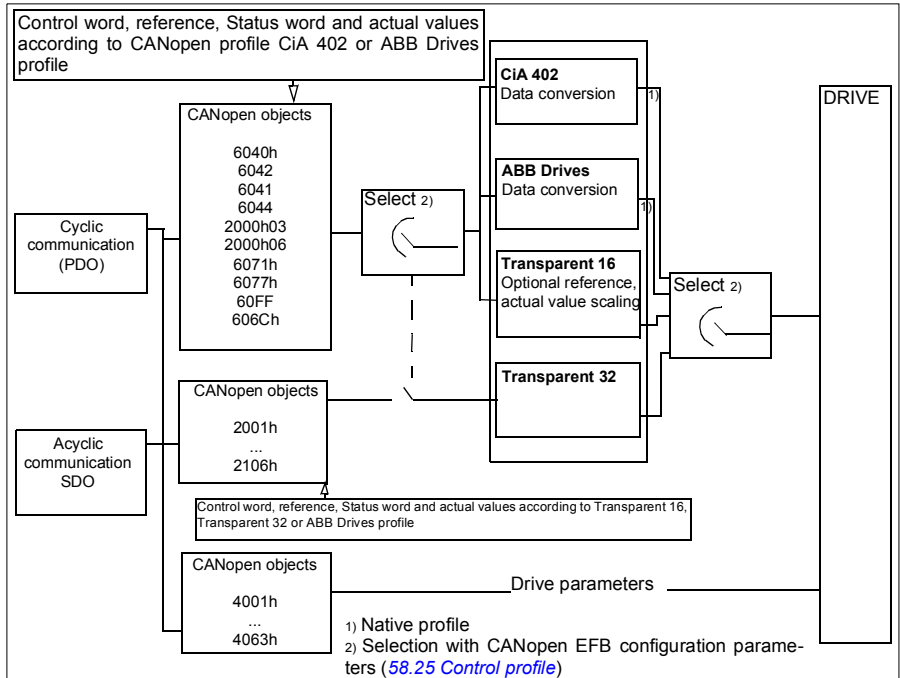 Control word, reference, Status word and actual values
according to CANopen profile CiA 402 or ABB Drives
profile
CANopen objects
6040h
6042
6041
6044
2000h03
2000h06
6071h
6077h
60FF
606Ch
Cyclic
communication
(PDO)
Select 2)
CiA 402
Data conversion
1)
ABB Drives
Data conversion
1)
Transparent 16
Optional reference,
actual value scaling
Transparent 32
Select 2)
DRIVE
CANopen objects
2001h
...
2106h
Acyclic
communication
SDO
Control word, reference, Status word and actual values according to Transparent 16,
Transparent 32 or ABB Drives profile
CANopen objects
4001h
...
4063h
Drive parameters
1) Native profile
2) Selection with CANopen EFB configuration parame-
ters (58.25 Control profile)